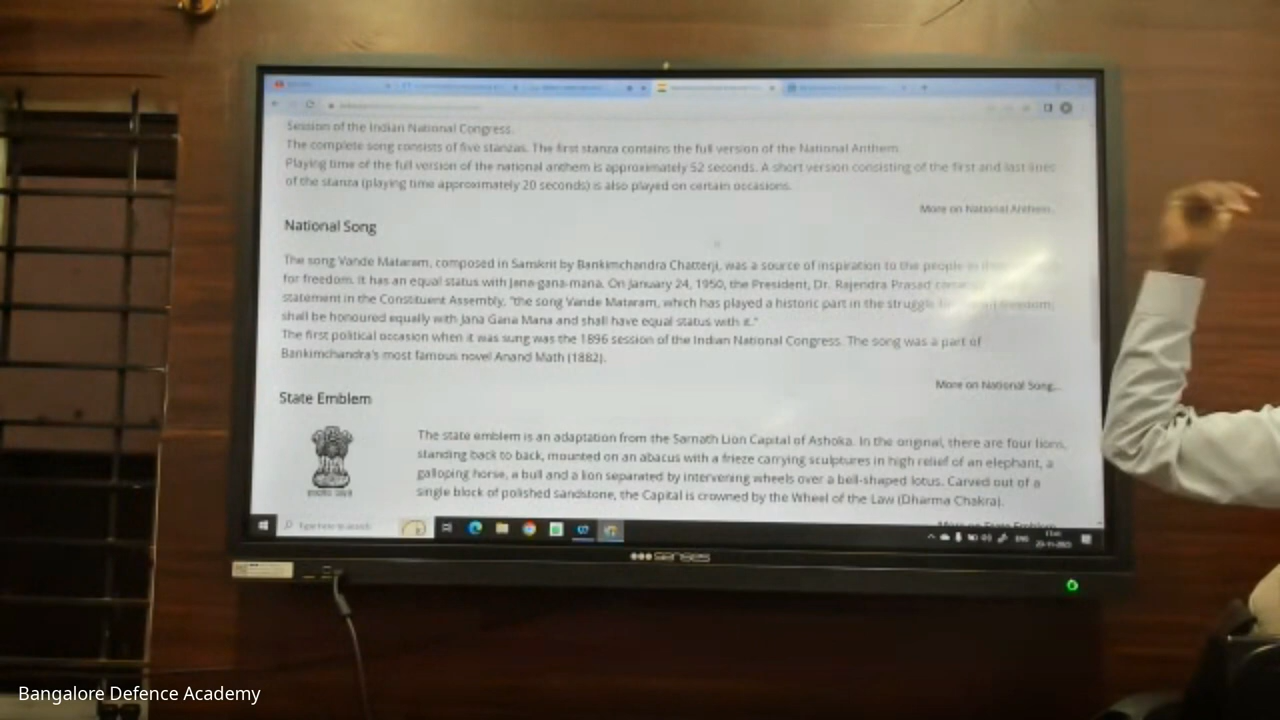 Session of the Indian National Congress.
The complete song consists of five stanzas. The first stanza contains the full version of the National Anthem.
Playing time of the full version of the national anthem is approximately 52 seconds. A short version consisting of the first and last lines
of the stanza (playing time approximately 20 seconds) is also played on certain occasions.
More on National Anthem...
National Song
The song Vande Mataram, composed in Sanskrit by Bankimchandra Chatterji, was a source of inspiration to the people in
for freedom. It has an equal status with Jana-gana-mana. On January 24, 1950, the President, Dr. Rajendra Prasad
statement in the Constituent Assembly, "the song Vande Mataram, which has played a historic part in the struggle freedom,
shall be honoured equally with Jana Gana Mana and shall have equal status with it."
The first political occasion when it was sung was the 1896 session of the Indian National Congress. The song was a part of
Bankimchandra's most famous novel Anand Math (1882).
More on National Song...
State Emblem
The state emblem is an adaptation from the Sarnath Lion Capital of Ashoka. In the original, there are four lions,
standing back to back, mounted on an abacus with a frieze carrying sculptures in high relief of an elephant, a
galloping horse, a bull and a lion separated by intervening wheels over a bell-shaped lotus. Carved out of a
single block of polished sandstone, the Capital is crowned by the Wheel of the Law (Dharma Chakra).
More on State Emblem
Type here to search
ENG
senses
Bangalore Defence Academy